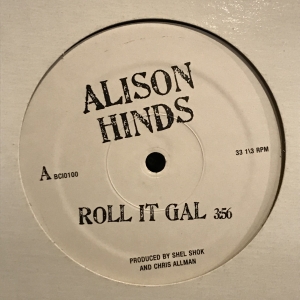 ALISON
HINDS
A BCI0100
33 1\3 RPM
ROLL IT GAL 3:56
PRODUCED BY SHEL SHOK
AND CHRIS ALLMAN